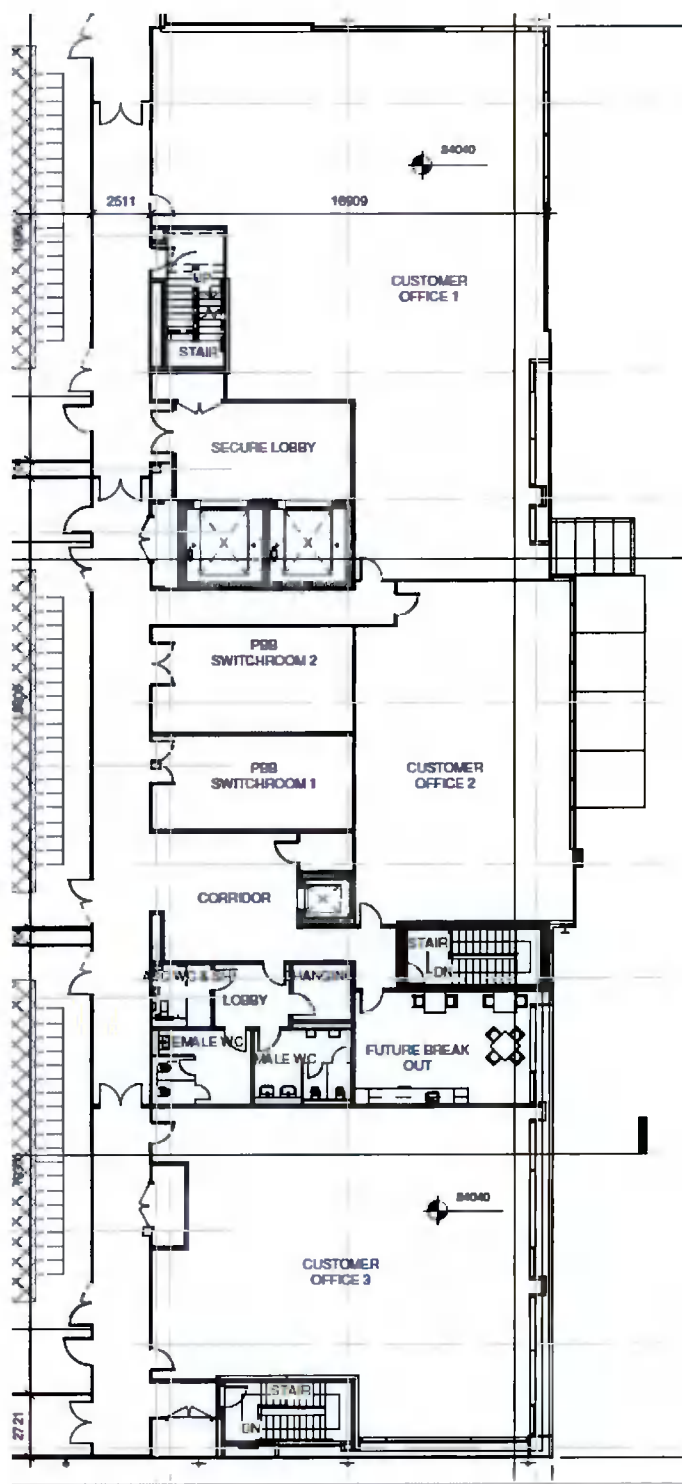 84040
2511
16909
CUSTOMER
OFFICE 1
UP
STAIR
SECURE LOBBY
PBB
SWITCHROOM 2
PBB
SWITCHROOM 1
CUSTOMER
OFFICE 2
CORRIDOR
STAIR
DN
LOBBY
FUTURE BREAK
OUT
84040
CUSTOMER
OFFICE 3
STAIR
DN
2721